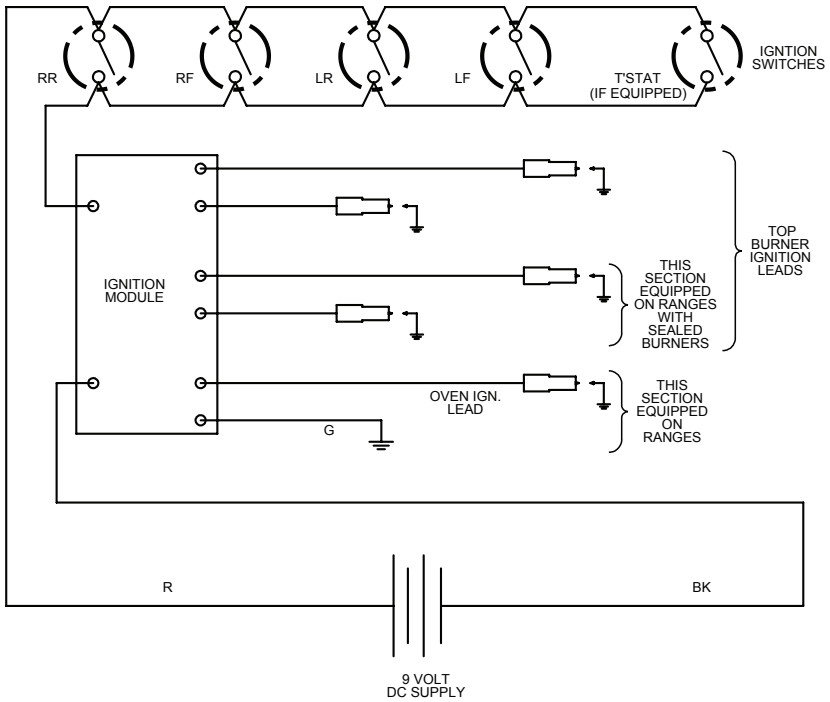 IGNTION
SWITCHES
RR
RF
LR
LF
T'STAT
(IF EQUIPPED)
IGNITION
MODULE
TOP
BURNER
IGNITION
LEADS
THIS
SECTION
EQUIPPED
ON RANGES
WITH
SEALED
BURNERS
OVEN IGN.
LEAD
THIS
SECTION
EQUIPPED
ON
RANGES
G
R
BK
9 VOLT
DC SUPPLY